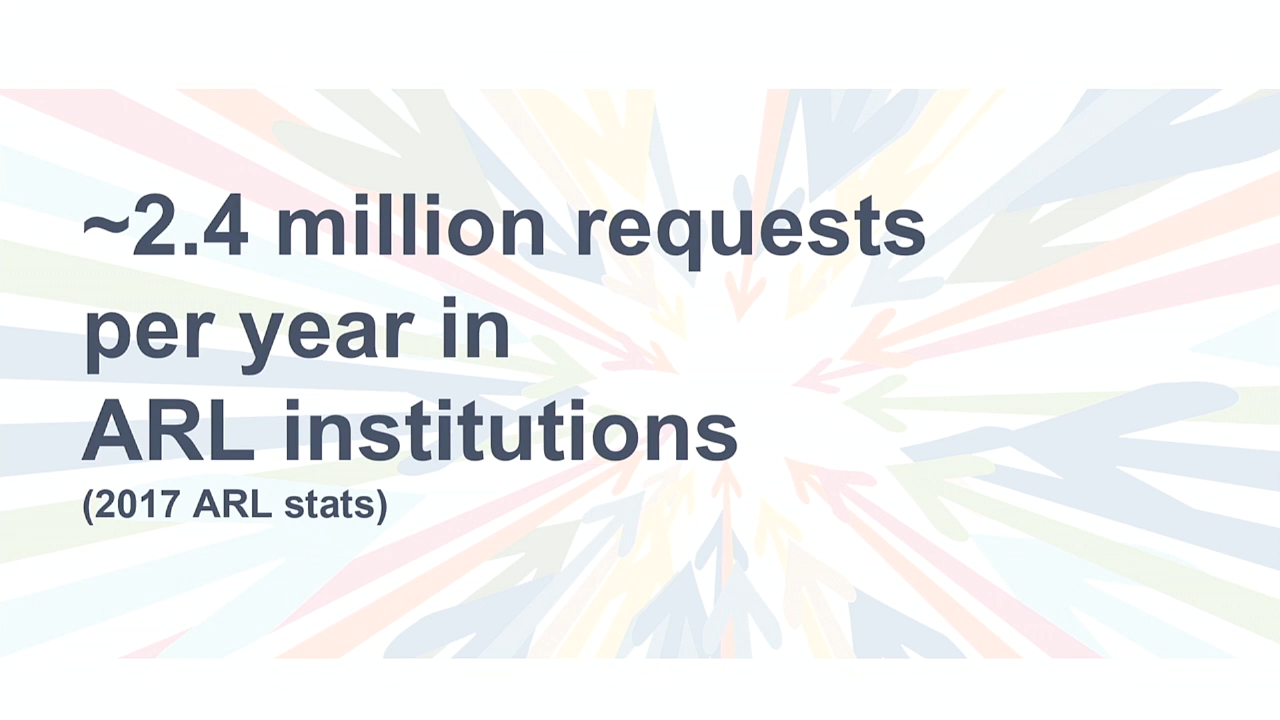 ~2.4 million requests
per year in
ARL institutions
(2017 ARL stats)